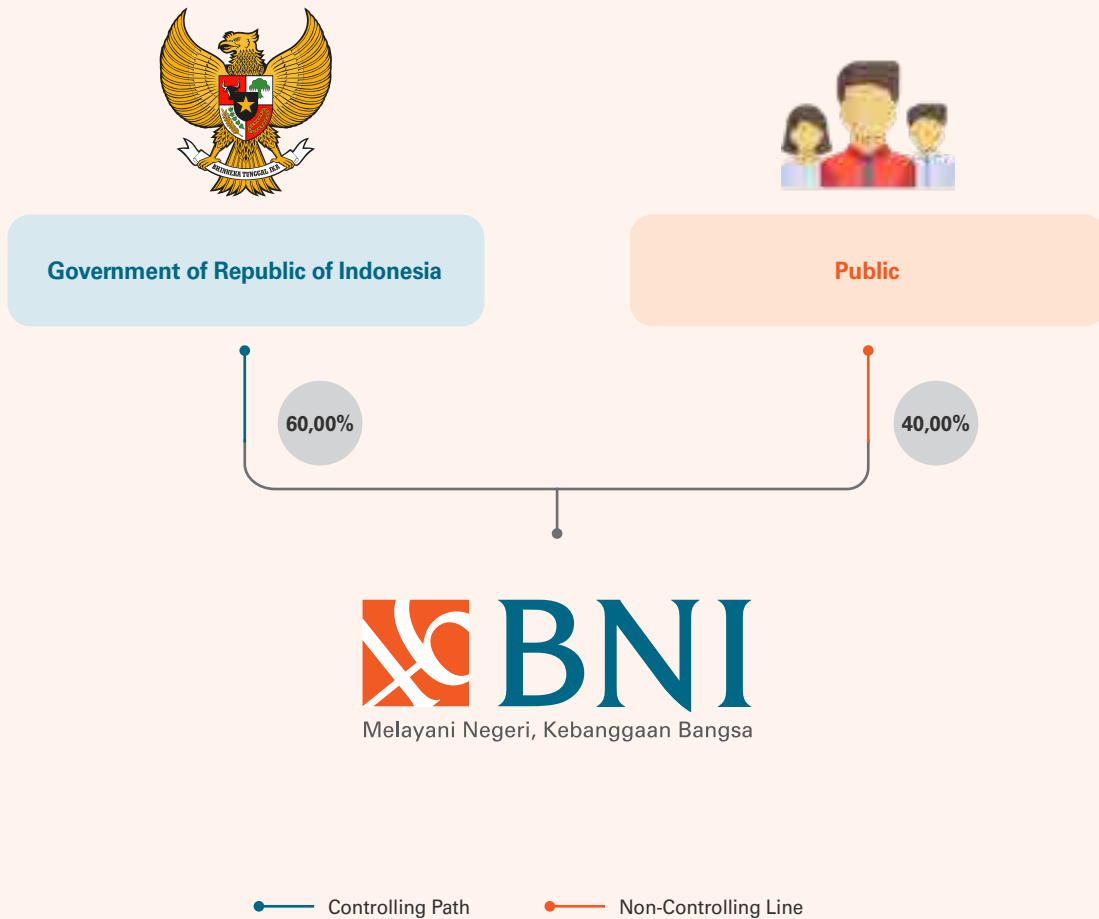 BHINNEKA TUNGGAL IKA
Government of Republic of Indonesia
Public
60,00%
40,00%
BNI
Melayani Negeri, Kebanggaan Bangsa
Controlling Path
Non-Controlling Line